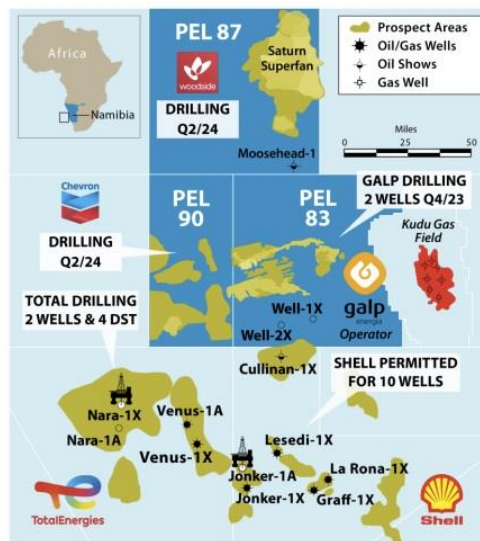 Africa
Namibia
PEL 87
woodside
DRILLING
Q2/24
Saturn
Superfan
Moosehead-1
Prospect Areas
Oil/Gas Wells
Oil Shows
Gas Well
Miles
0
25
50
Chevron
DRILLING
Q2/24
PEL
90
PEL
83
GALP DRILLING
2 WELLS Q4/23
Kudu Gas
Field
galp
energia
Operator
TOTAL DRILLING
2 WELLS & 4 DST
Well-1X
Well-2X
Cullinan-1X
SHELL PERMITTED
FOR 10 WELLS
Nara-1X
Nara-1A
Venus-1A
Venus-1X
Lesedi-1X
Jonker-1A
Jonker-1X
La Rona-1X
Graff-1X
TotalEnergies
Shell